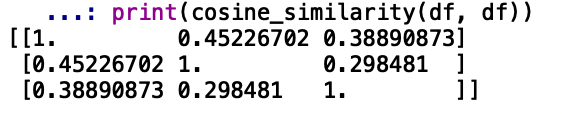 ...: print(cosine_similarity(df, df))
[[1.         0.45226702 0.38890873]
 [0.45226702 1.         0.298481  ]
 [0.38890873 0.298481   1.        ]]